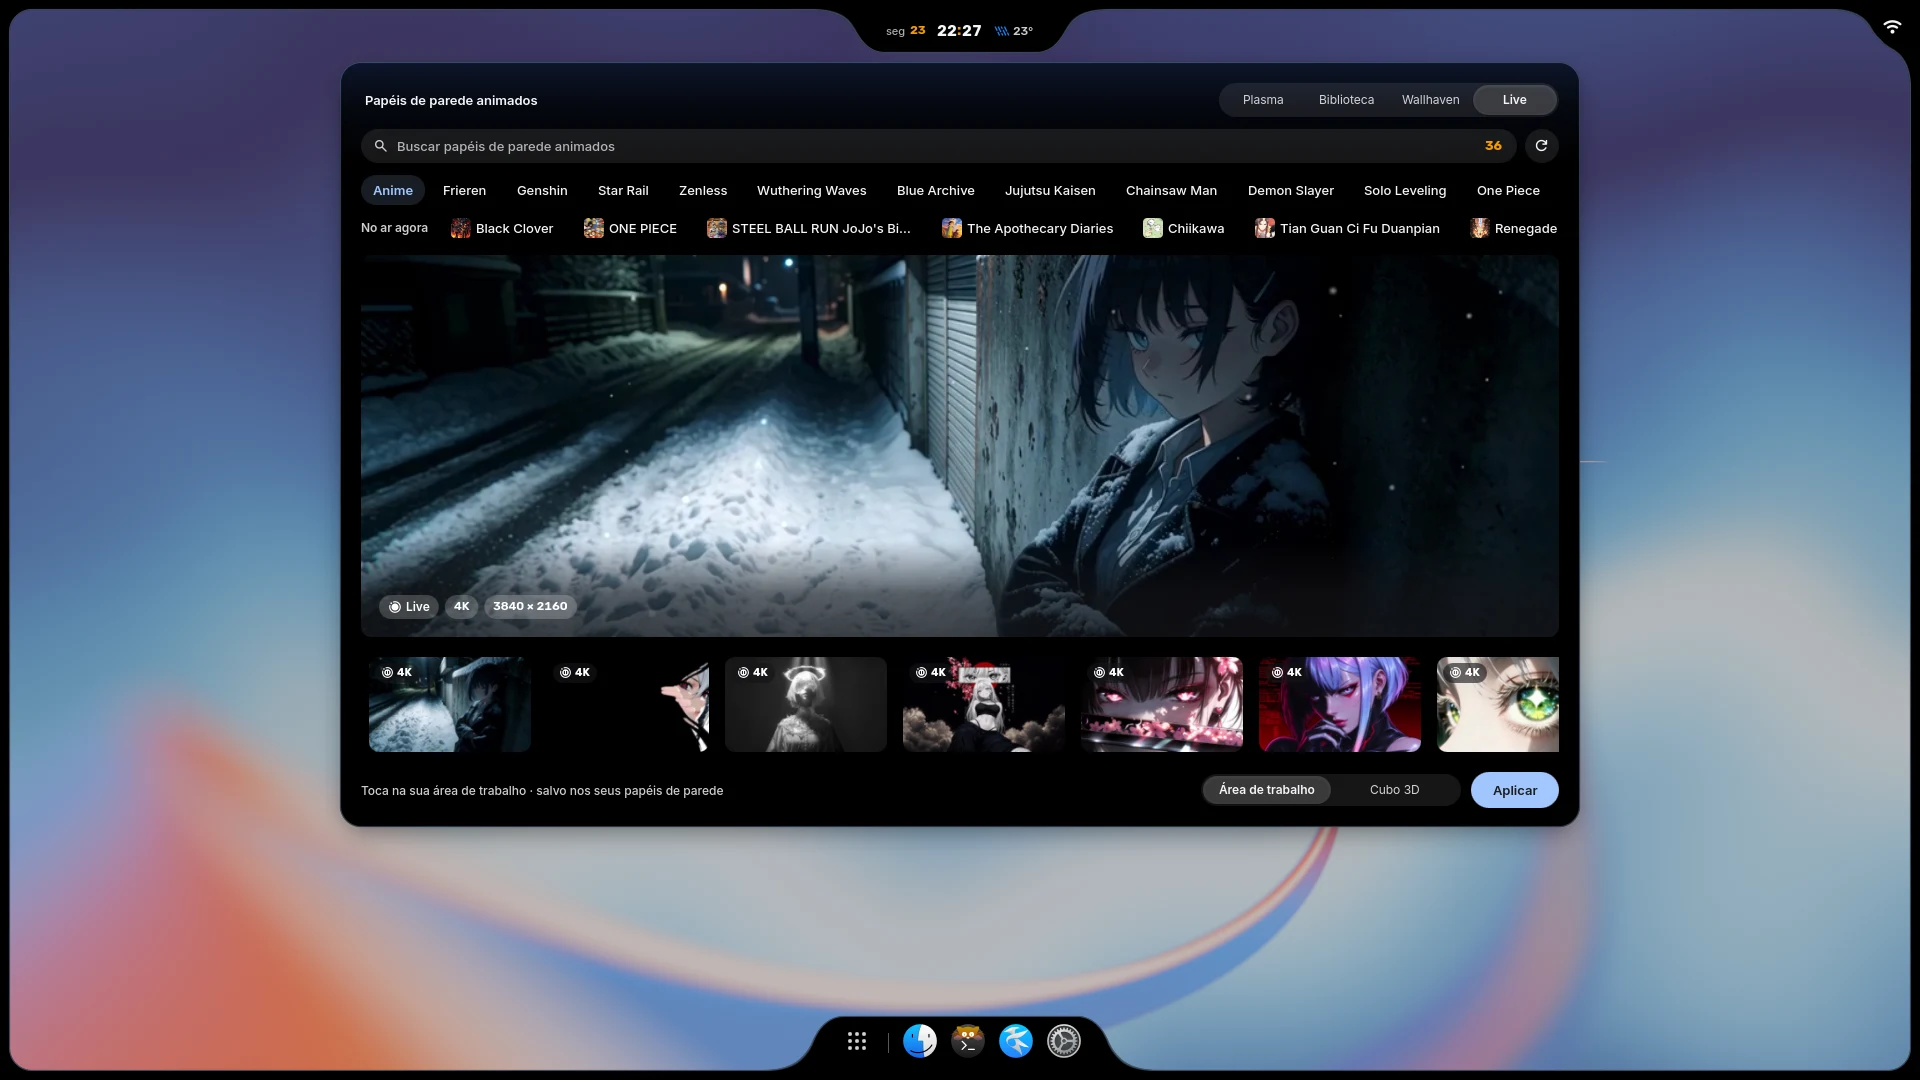 seg 23 22:27 23°
Papéis de parede animados
Plasma Biblioteca Wallhaven Live
Buscar papéis de parede animados 36
Anime Frieren Genshin Star Rail Zenless Wuthering Waves Blue Archive Jujutsu Kaisen Chainsaw Man Demon Slayer Solo Leveling One Piece
No ar agora Black Clover ONE PIECE STEEL BALL RUN JoJo's Bi... The Apothecary Diaries Chiikawa Tian Guan Ci Fu Duanpian Renegade
Live 4K 3840 × 2160
4K 4K 4K 4K 4K 4K 4K
Toca na sua área de trabalho · salvo nos seus papéis de parede
Área de trabalho Cubo 3D Aplicar